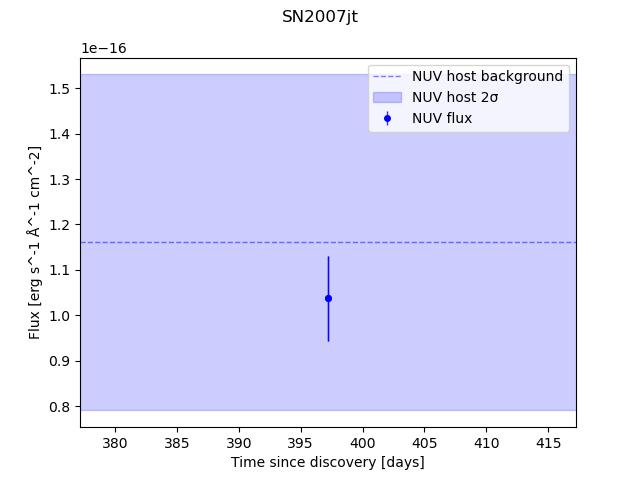 SN2007jt
1e−16
NUV host background
NUV host 2σ
NUV flux
1.5
1.4
1.3
1.2
1.1
1.0
0.9
0.8
Flux [erg s^-1 Å^-1 cm^-2]
380
385
390
395
400
405
410
415
Time since discovery [days]